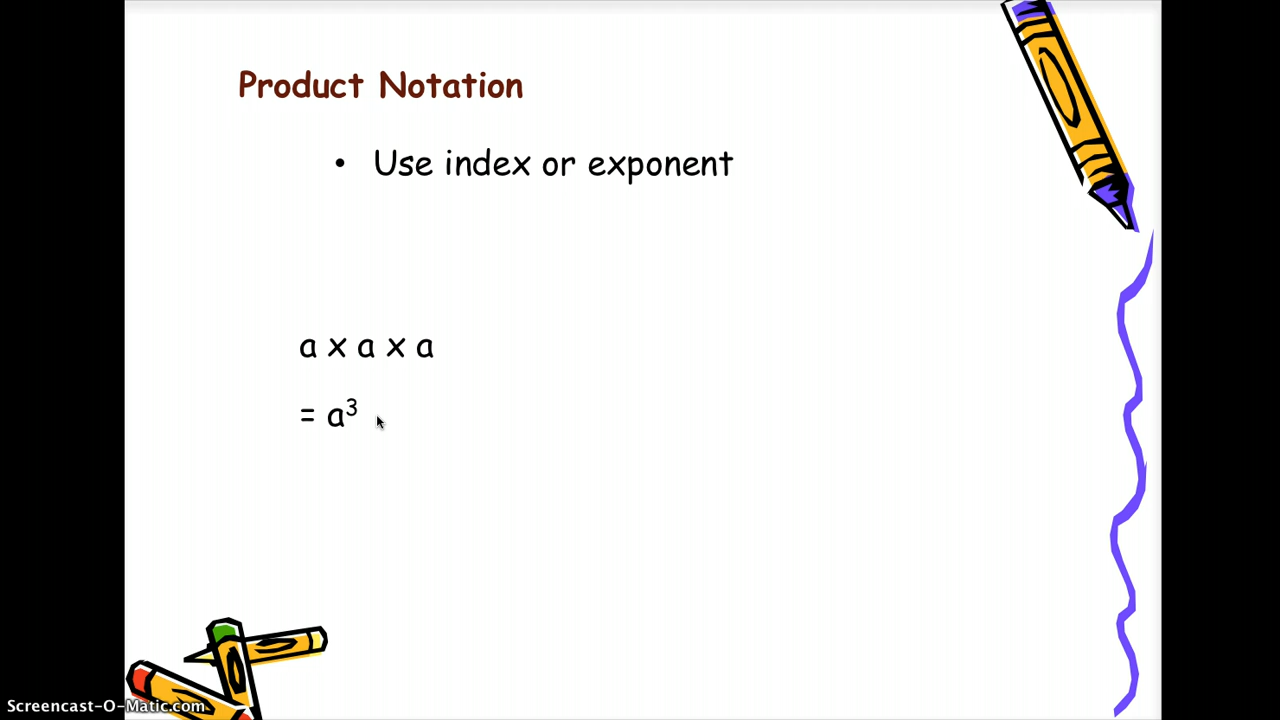 Product Notation
• Use index or exponent
a x a x a
= a³
Screencast-O-Matic.com